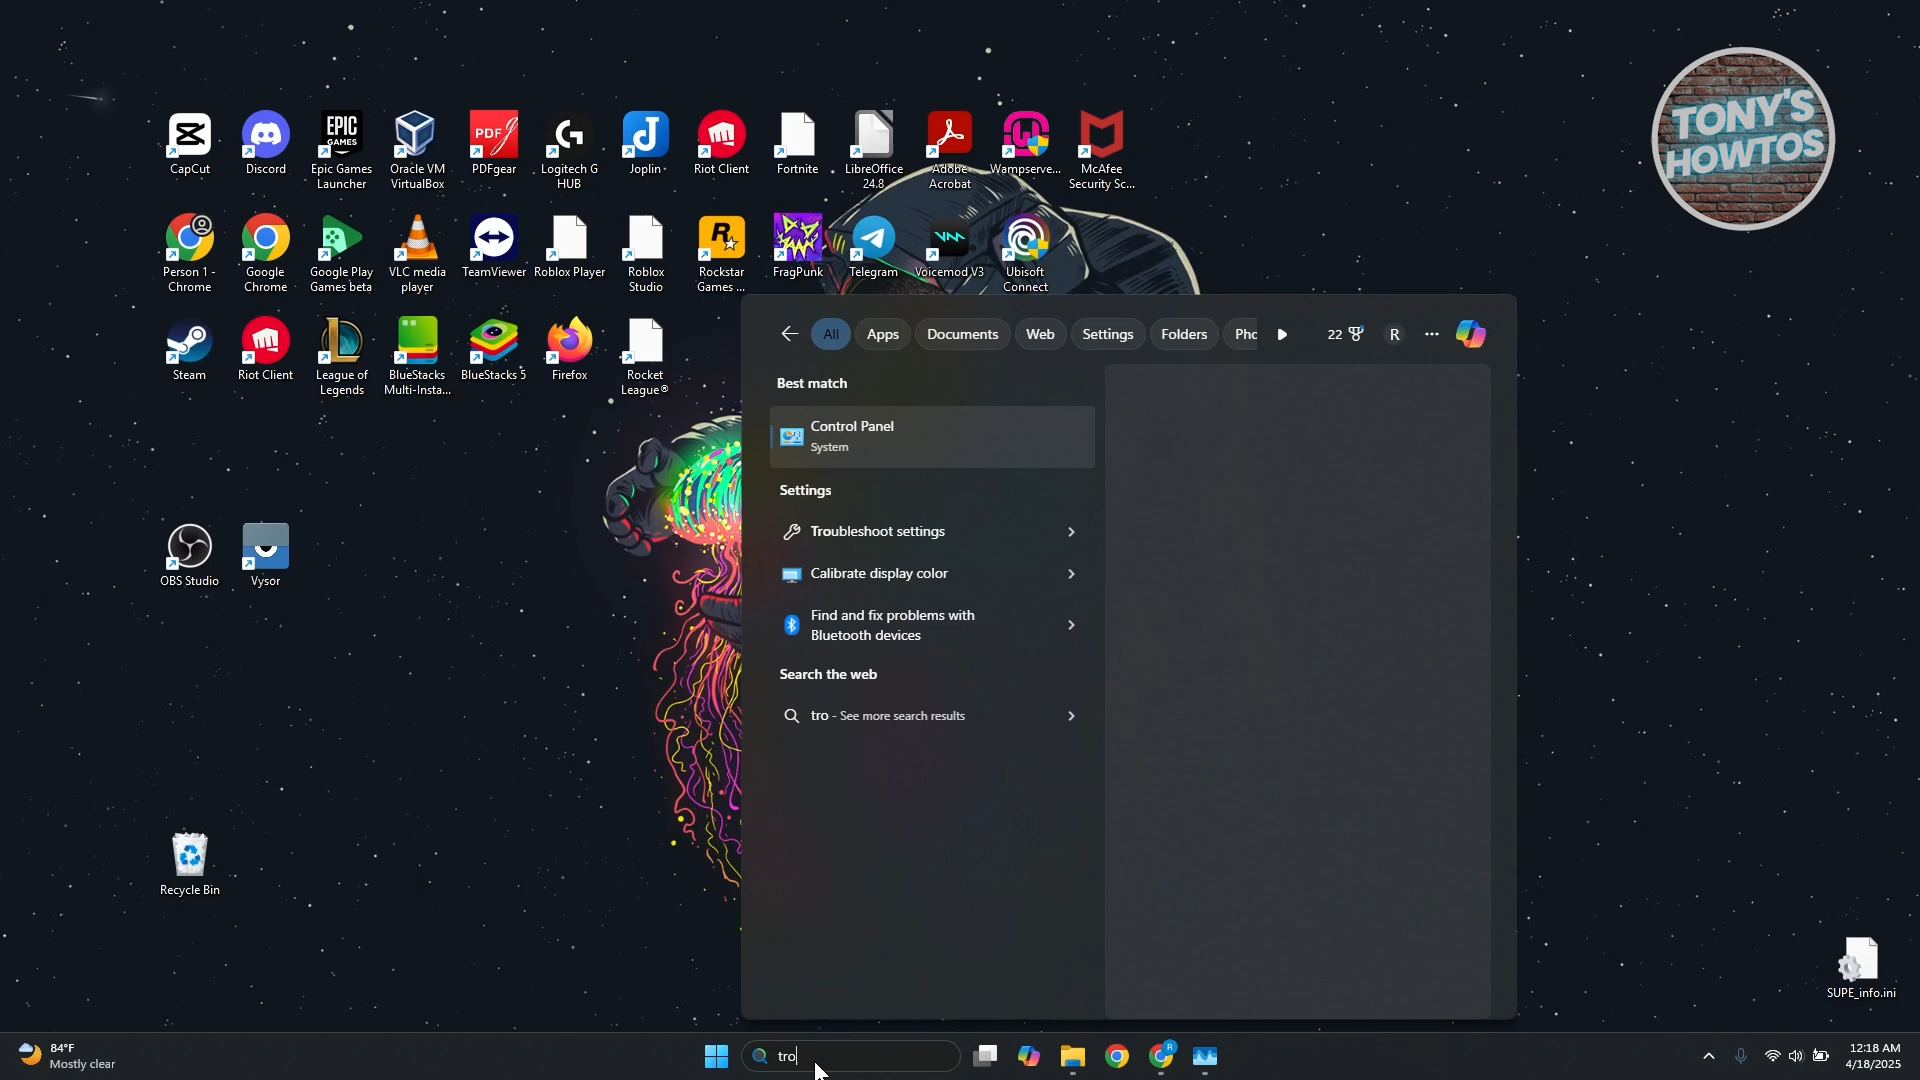 TONY'S
HOWTOS
CapCut
Discord
Epic Games
Launcher
Oracle VM
VirtualBox
PDFgear
Logitech G
HUB
Joplin
Riot Client
Fortnite
LibreOffice
24.8
Adobe
Acrobat
Wampserve...
McAfee
Security Sc...
Person 1 -
Chrome
Google
Chrome
Google Play
Games beta
VLC media
player
TeamViewer
Roblox Player
Roblox
Studio
Rockstar
Games ...
FragPunk
Telegram
Voicemod V3
Ubisoft
Connect
Steam
Riot Client
League of
Legends
BlueStacks
Multi-Insta...
BlueStacks 5
Firefox
Rocket
League®
OBS Studio
Vysor
Recycle Bin
SUPE_info.ini
EPIC
GAMES
PDF
All
Apps
Documents
Web
Settings
Folders
Pho
22
R
Best match
Control Panel
System
Settings
Troubleshoot settings
Calibrate display color
Find and fix problems with
Bluetooth devices
Search the web
tro - See more search results
84°F
Mostly clear
tro
R
12:18 AM
4/18/2025